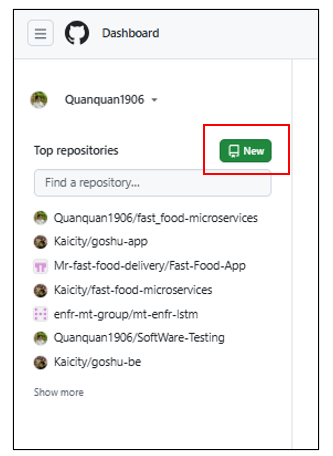 Dashboard
Quanquan1906
Top repositories
New
Find a repository...
Quanquan1906/fast_food-microservices
Kaicity/goshu-app
Mr-fast-food-delivery/Fast-Food-App
Kaicity/fast-food-microservices
enfr-mt-group/mt-enfr-lstm
Quanquan1906/SoftWare-Testing
Kaicity/goshu-be
Show more